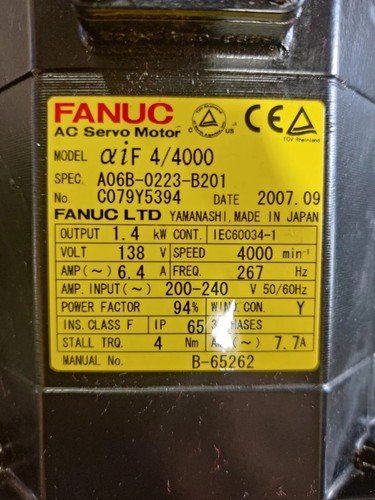 FANUC
AC Servo Motor
C US
CE
TÜV Rheinland
MODEL αiF 4/4000
SPEC. A06B-0223-B201
No. C079Y5394 DATE 2007.09
FANUC LTD YAMANASHI, MADE IN JAPAN
OUTPUT 1.4 kW CONT. IEC60034-1
VOLT 138 V SPEED 4000 min⁻¹
AMP(~) 6.4 A FREQ. 267 Hz
AMP. INPUT(~) 200-240 V 50/60Hz
POWER FACTOR 94% WIND. CON. Y
INS. CLASS F IP 65 3 PHASES
STALL TRQ. 4 Nm AMP(~) 7.7A
MANUAL No. B-65262